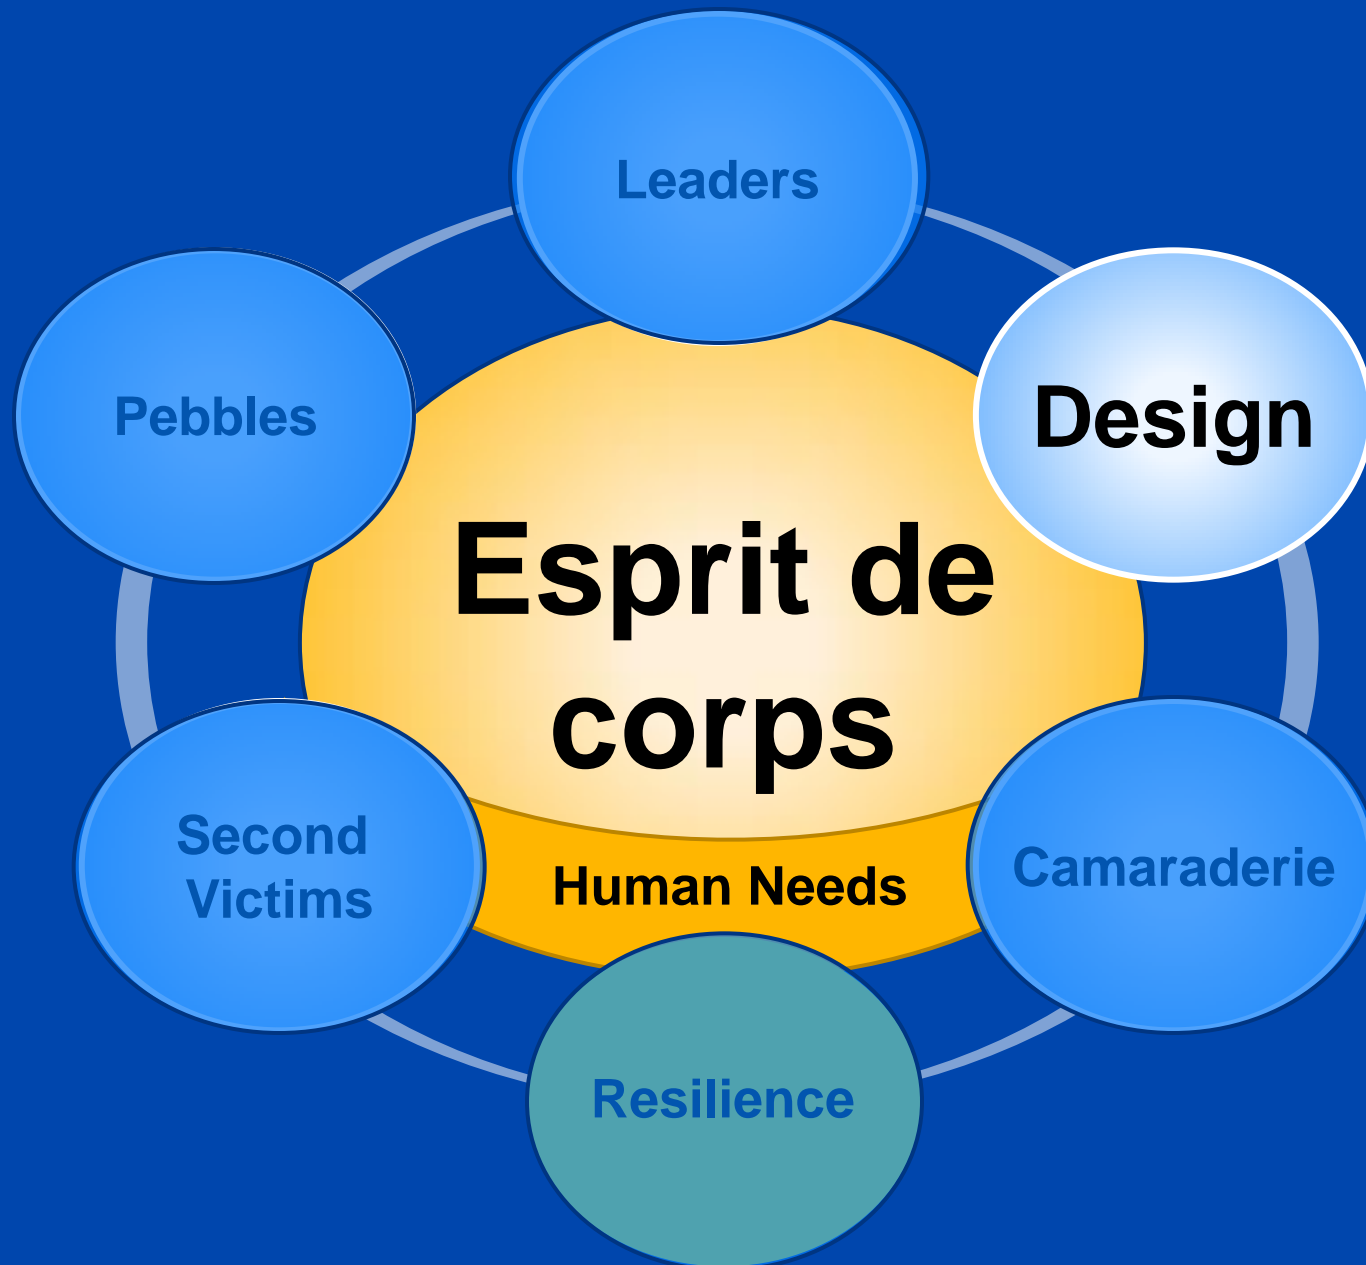 Leaders
Pebbles
Design
Esprit de
corps
Second
Victims
Human Needs
Camaraderie
Resilience